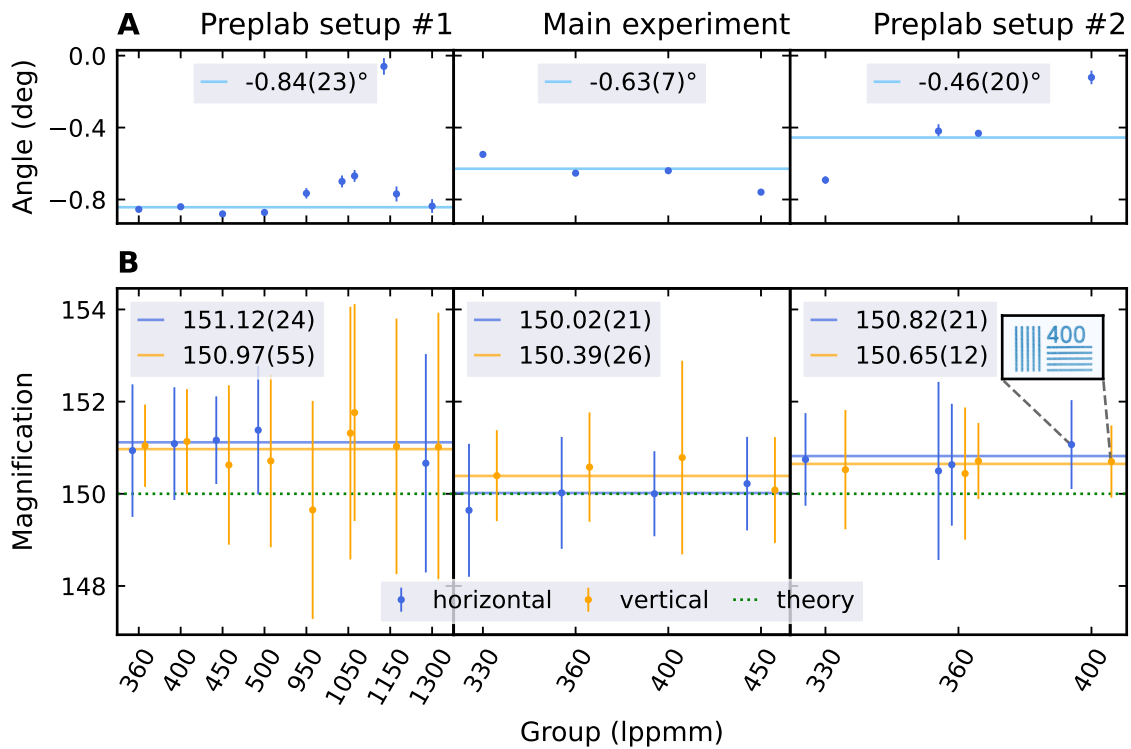 A
Preplab setup #1
Main experiment
Preplab setup #2
Angle (deg)
0.0
−0.4
−0.8
-0.84(23)°
-0.63(7)°
-0.46(20)°
B
Magnification
154
152
150
148
151.12(24)
150.97(55)
150.02(21)
150.39(26)
150.82(21)
150.65(12)
400
horizontal
vertical
theory
360
400
450
500
950
1050
1150
1300
330
360
400
450
330
360
400
Group (lppmm)